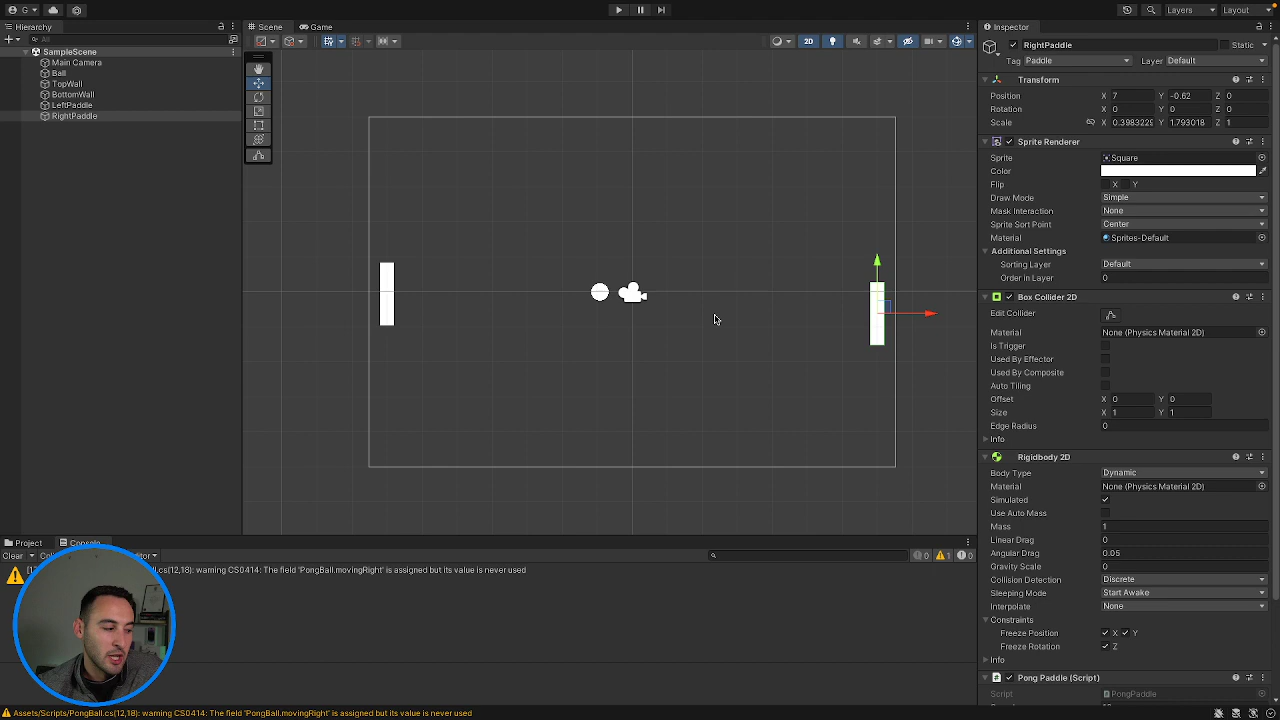 G
Layers
Layout
Hierarchy
All
SampleScene
Main Camera
Ball
TopWall
BottomWall
LeftPaddle
RightPaddle
Scene
Game
2D
Inspector
RightPaddle
Static
Tag Paddle
Layer Default
Transform
Position X 7 Y -0.62 Z 0
Rotation X 0 Y 0 Z 0
Scale X 0.3983229 Y 1.793018 Z 1
Sprite Renderer
Sprite Square
Color
Flip X Y
Draw Mode Simple
Mask Interaction None
Sprite Sort Point Center
Material Sprites-Default
Additional Settings
Sorting Layer Default
Order in Layer 0
Box Collider 2D
Edit Collider
Material None (Physics Material 2D)
Is Trigger
Used By Effector
Used By Composite
Auto Tiling
Offset X 0 Y 0
Size X 1 Y 1
Edge Radius 0
Info
Rigidbody 2D
Body Type Dynamic
Material None (Physics Material 2D)
Simulated
Use Auto Mass
Mass 1
Linear Drag 0
Angular Drag 0.05
Gravity Scale 0
Collision Detection Discrete
Sleeping Mode Start Awake
Interpolate None
Constraints
Freeze Position X Y
Freeze Rotation Z
Info
Pong Paddle (Script)
Script PongPaddle
Project
Console
Clear
0 1 0
warning CS0414: The field 'PongBall.movingRight' is assigned but its value is never used
Assets/Scripts/PongBall.cs(12,18): warning CS0414: The field 'PongBall.movingRight' is assigned but its value is never used